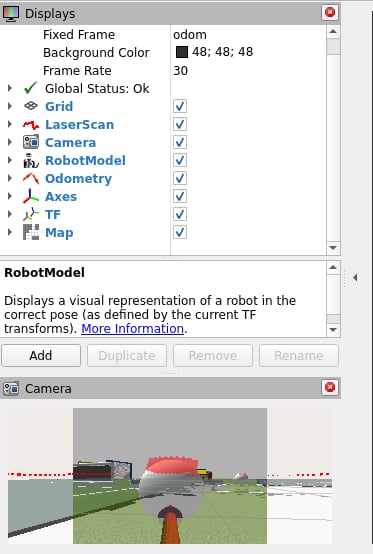 Displays
Fixed Frame odom
Background Color 48; 48; 48
Frame Rate 30
Global Status: Ok
Grid
LaserScan
Camera
RobotModel
Odometry
Axes
TF
Map
RobotModel
Displays a visual representation of a robot in the
correct pose (as defined by the current TF
transforms). More Information.
Add Duplicate Remove Rename
Camera